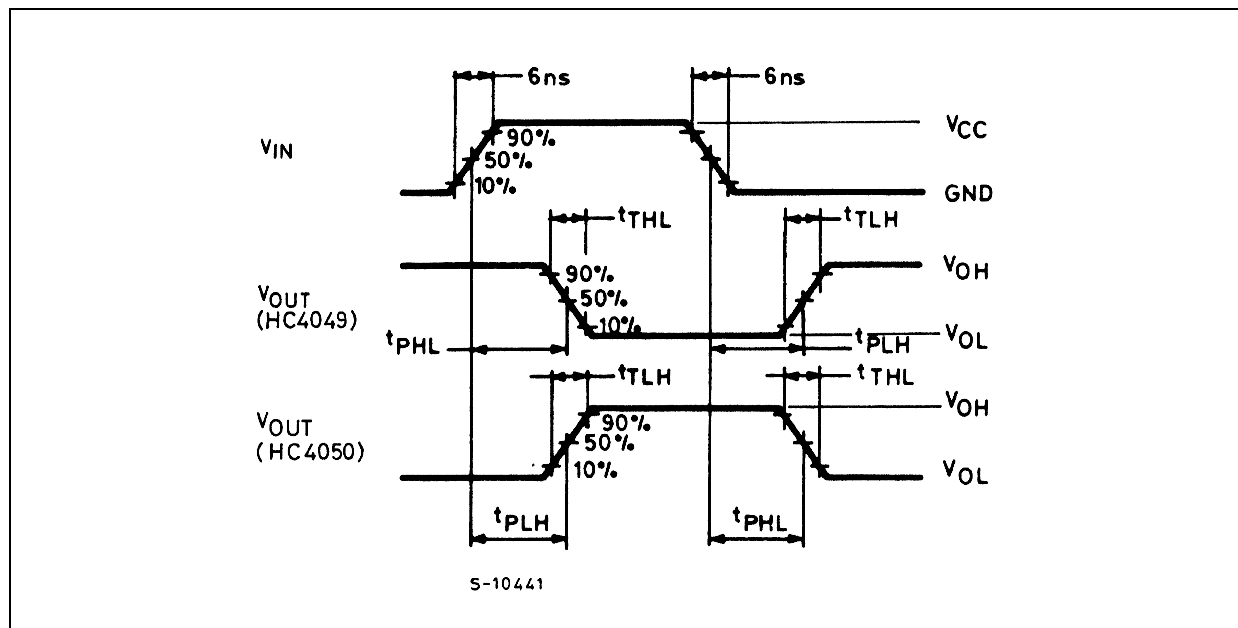 6ns 6ns
VIN 90% VCC
50%
10% GND
tTHL tTLH
90% VOH
VOUT 50%
(HC4049) 10% VOL
tPHL tPLH
tTLH tTHL
VOUT 90% VOH
(HC4050) 50%
10% VOL
tPLH tPHL
S-10441